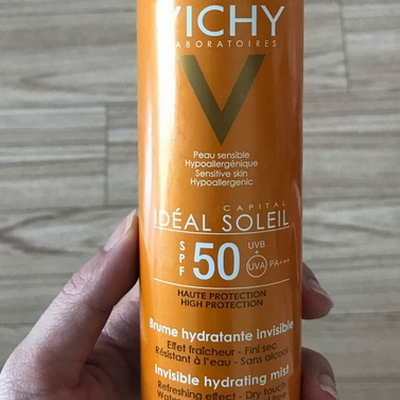 VICHY
LABORATOIRES
V
Peau sensible
Hypoallergénique
Sensitive skin
Hypoallergenic
CAPITAL
IDÉAL SOLEIL
SPF 50 UVB + UVA PA+++
HAUTE PROTECTION
HIGH PROTECTION
Brume hydratante invisible
Effet fraîcheur - Fini sec
Résistant à l'eau - Sans alcool
Invisible hydrating mist
Refreshing effect - Dry touch